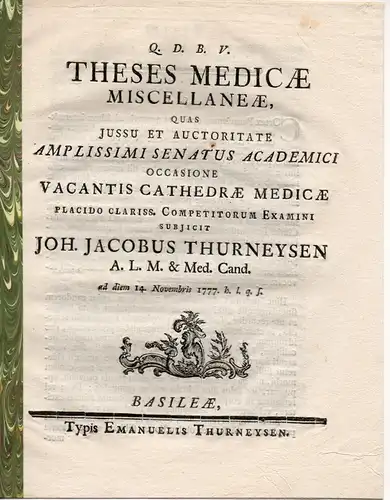 Q. D. B. V.
THESES MEDICÆ
MISCELLANEÆ,
QUAS
JUSSU ET AUCTORITATE
AMPLISSIMI SENATUS ACADEMICI
OCCASIONE
VACANTIS CATHEDRÆ MEDICÆ
PLACIDO CLARISS. COMPETITORUM EXAMINI
SUBJICIT
JOH. JACOBUS THURNEYSEN
A. L. M. & Med. Cand.
ad diem 14. Novembris 1777. h. l. q. s.
BASILEÆ,
Typis EMANUELIS THURNEYSEN.